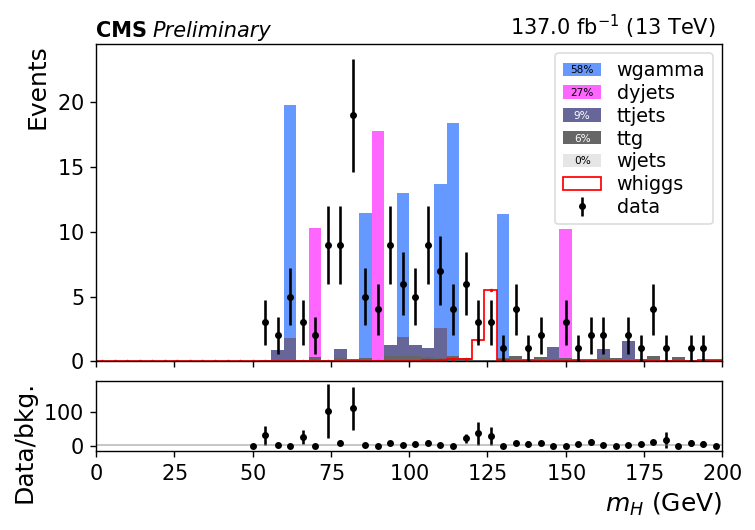 CMS Preliminary 137.0 fb⁻¹ (13 TeV)
Events
20
15
10
5
0
58% wgamma
27% dyjets
9% ttjets
6% ttg
0% wjets
whiggs
data
Data/bkg.
100
0
0 25 50 75 100 125 150 175 200
m_H (GeV)